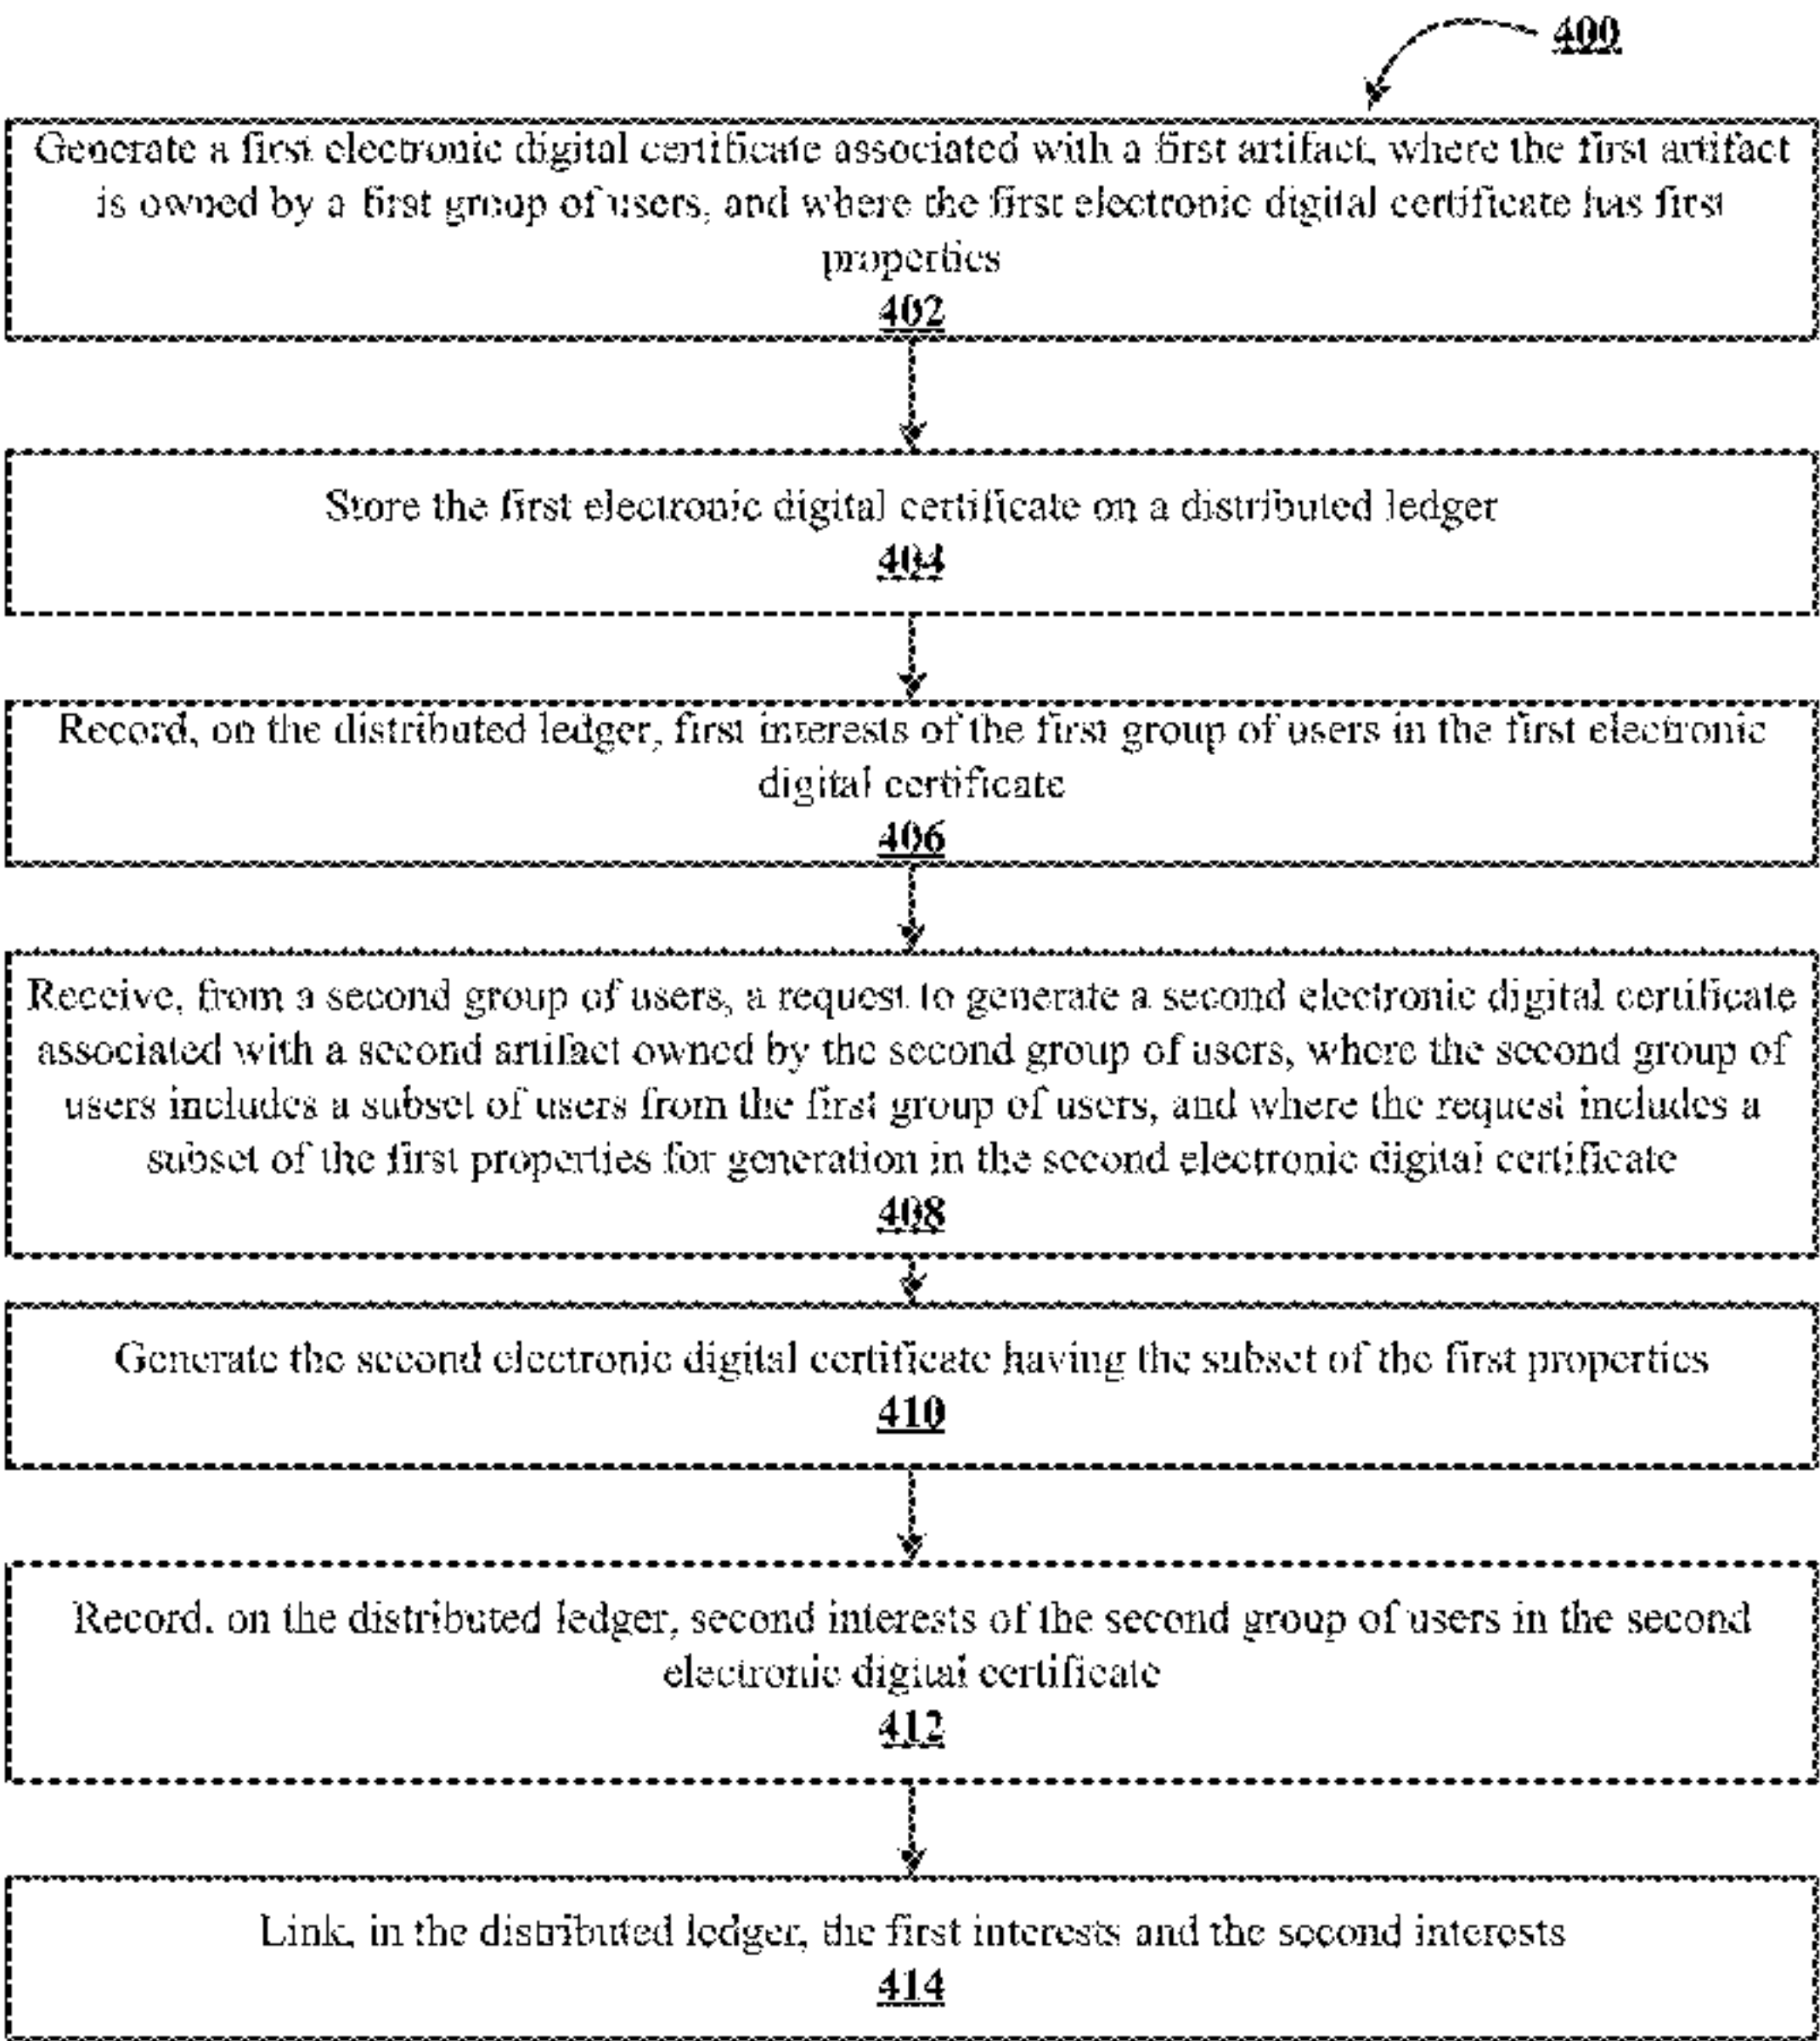 400
Generate a first electronic digital certificate associated with a first artifact, where the first artifact
is owned by a first group of users, and where the first electronic digital certificate has first
properties
402
Store the first electronic digital certificate on a distributed ledger
404
Record, on the distributed ledger, first interests of the first group of users in the first electronic
digital certificate
406
Receive, from a second group of users, a request to generate a second electronic digital certificate
associated with a second artifact owned by the second group of users, where the second group of
users includes a subset of users from the first group of users, and where the request includes a
subset of the first properties for generation in the second electronic digital certificate
408
Generate the second electronic digital certificate having the subset of the first properties
410
Record, on the distributed ledger, second interests of the second group of users in the second
electronic digital certificate
412
Link, in the distributed ledger, the first interests and the second interests
414